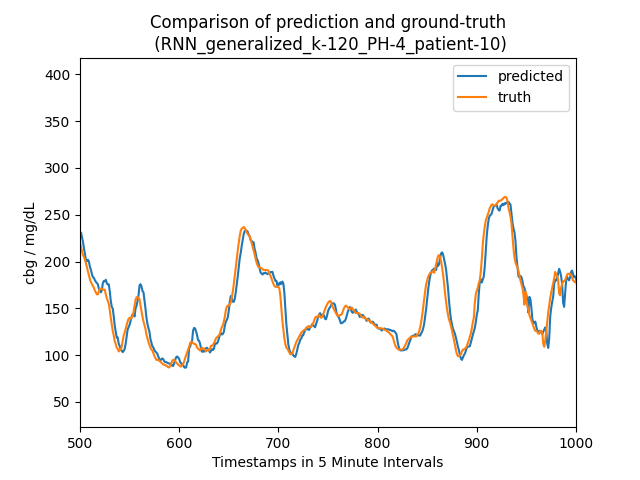 Comparison of prediction and ground-truth
(RNN_generalized_k-120_PH-4_patient-10)
predicted
truth
cbg / mg/dL
400
350
300
250
200
150
100
50
500
600
700
800
900
1000
Timestamps in 5 Minute Intervals